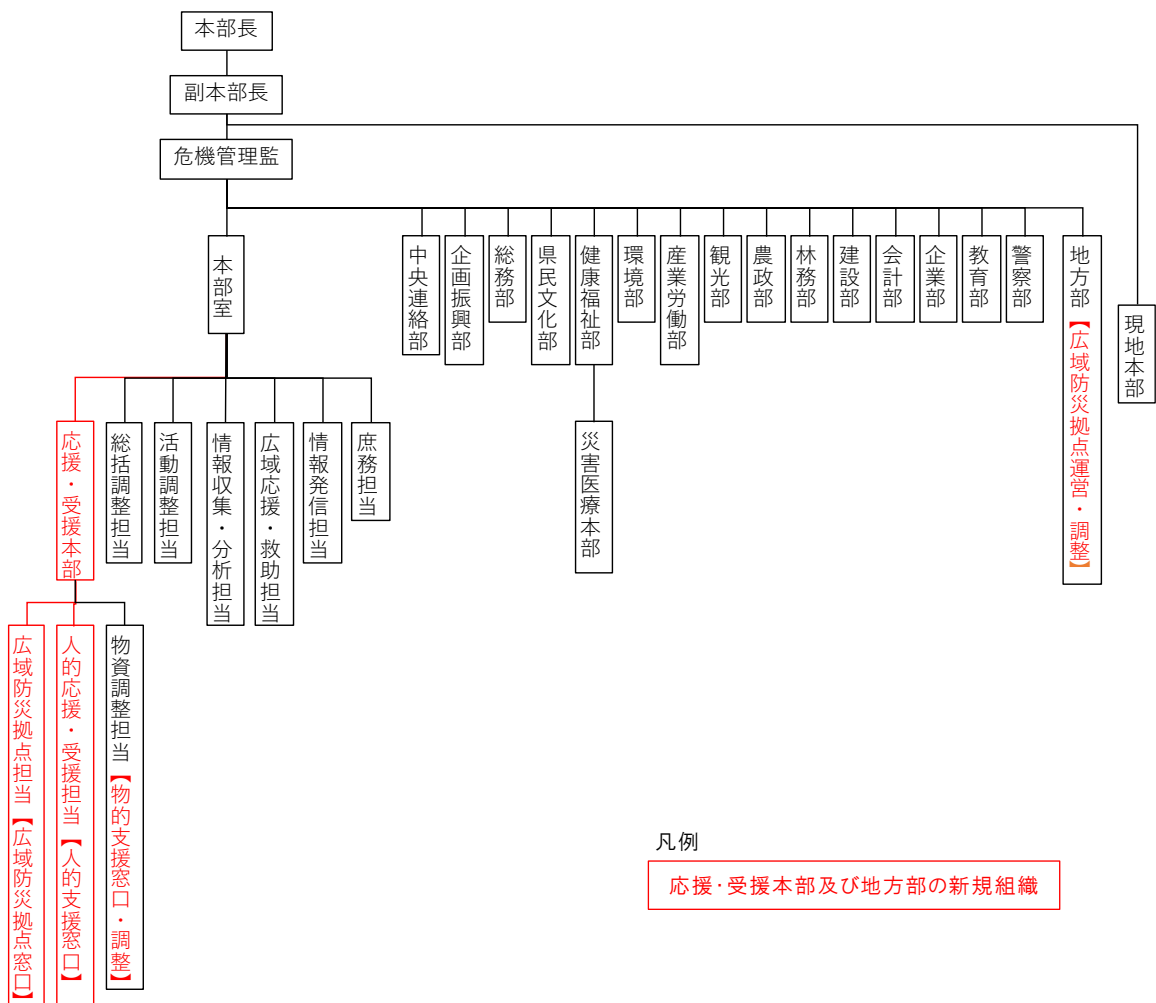 本部長
副本部長
危機管理監
本部室
中央連絡部
企画振興部
総務部
県民文化部
健康福祉部
環境部
産業労働部
観光部
農政部
林務部
建設部
会計部
企業部
教育部
警察部
地方部【広域防災拠点運営・調整】
現地本部
応援・受援本部
総括調整担当
活動調整担当
情報収集・分析担当
広域応援・救助担当
情報発信担当
庶務担当
災害医療本部
広域防災拠点担当【広域防災拠点窓口】
人的応援・受援担当【人的支援窓口】
物資調整担当【物的支援窓口・調整】
凡例
応援・受援本部及び地方部の新規組織